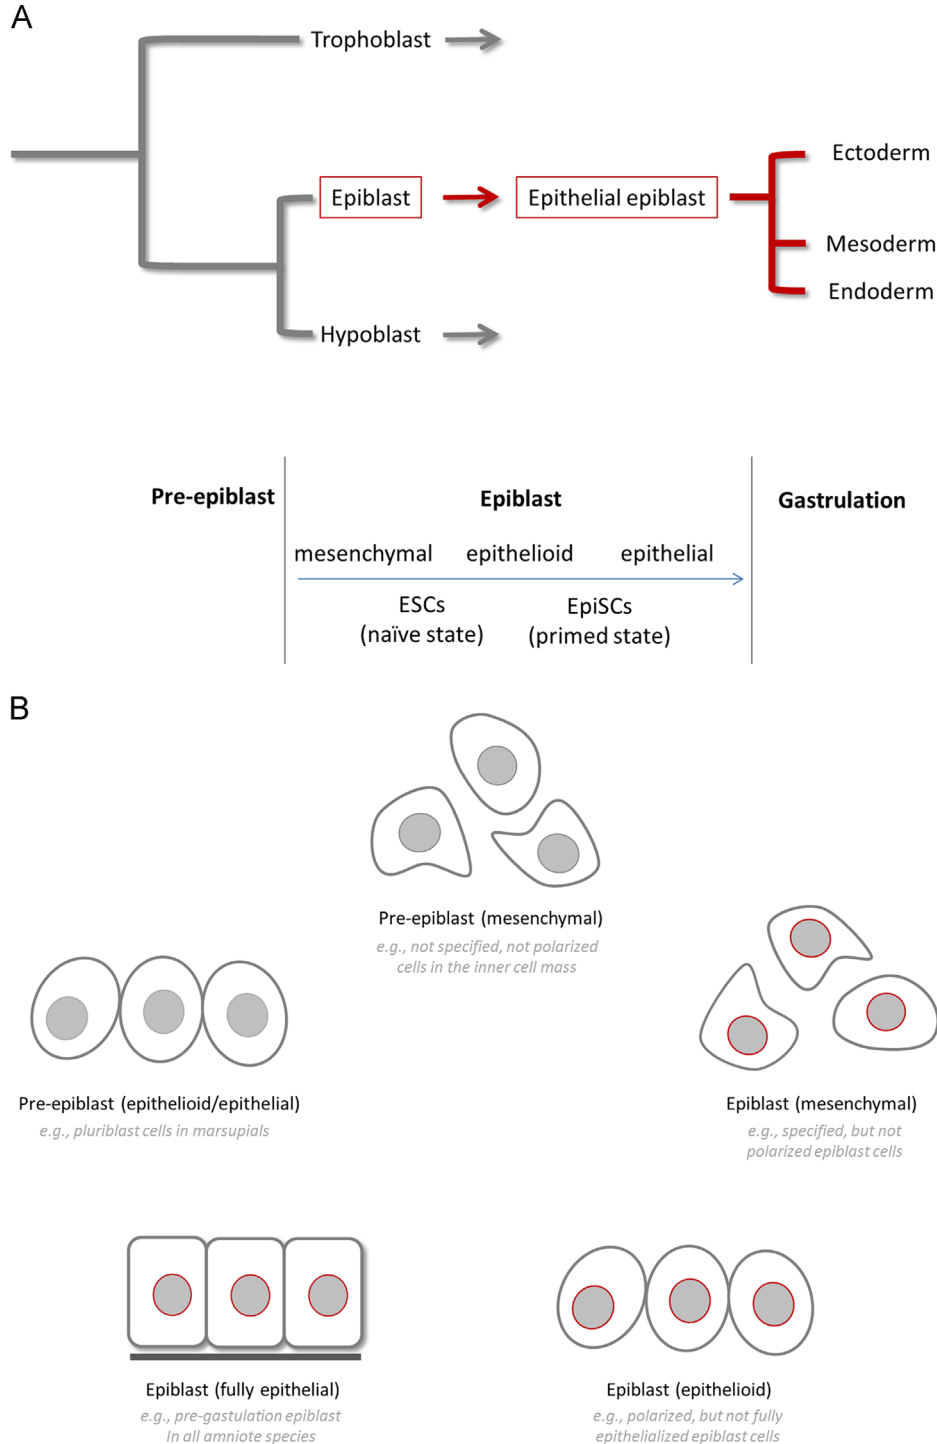 A
Trophoblast
Ectoderm
Epiblast
Epithelial epiblast
Mesoderm
Endoderm
Hypoblast
Pre-epiblast
Epiblast
Gastrulation
mesenchymal epithelioid epithelial
ESCs
(naïve state)
EpiSCs
(primed state)
B
Pre-epiblast (mesenchymal)
e.g., not specified, not polarized
cells in the inner cell mass
Pre-epiblast (epithelioid/epithelial)
e.g., pluriblast cells in marsupials
Epiblast (mesenchymal)
e.g., specified, but not
polarized epiblast cells
Epiblast (fully epithelial)
e.g., pre-gastulation epiblast
In all amniote species
Epiblast (epithelioid)
e.g., polarized, but not fully
epithelialized epiblast cells